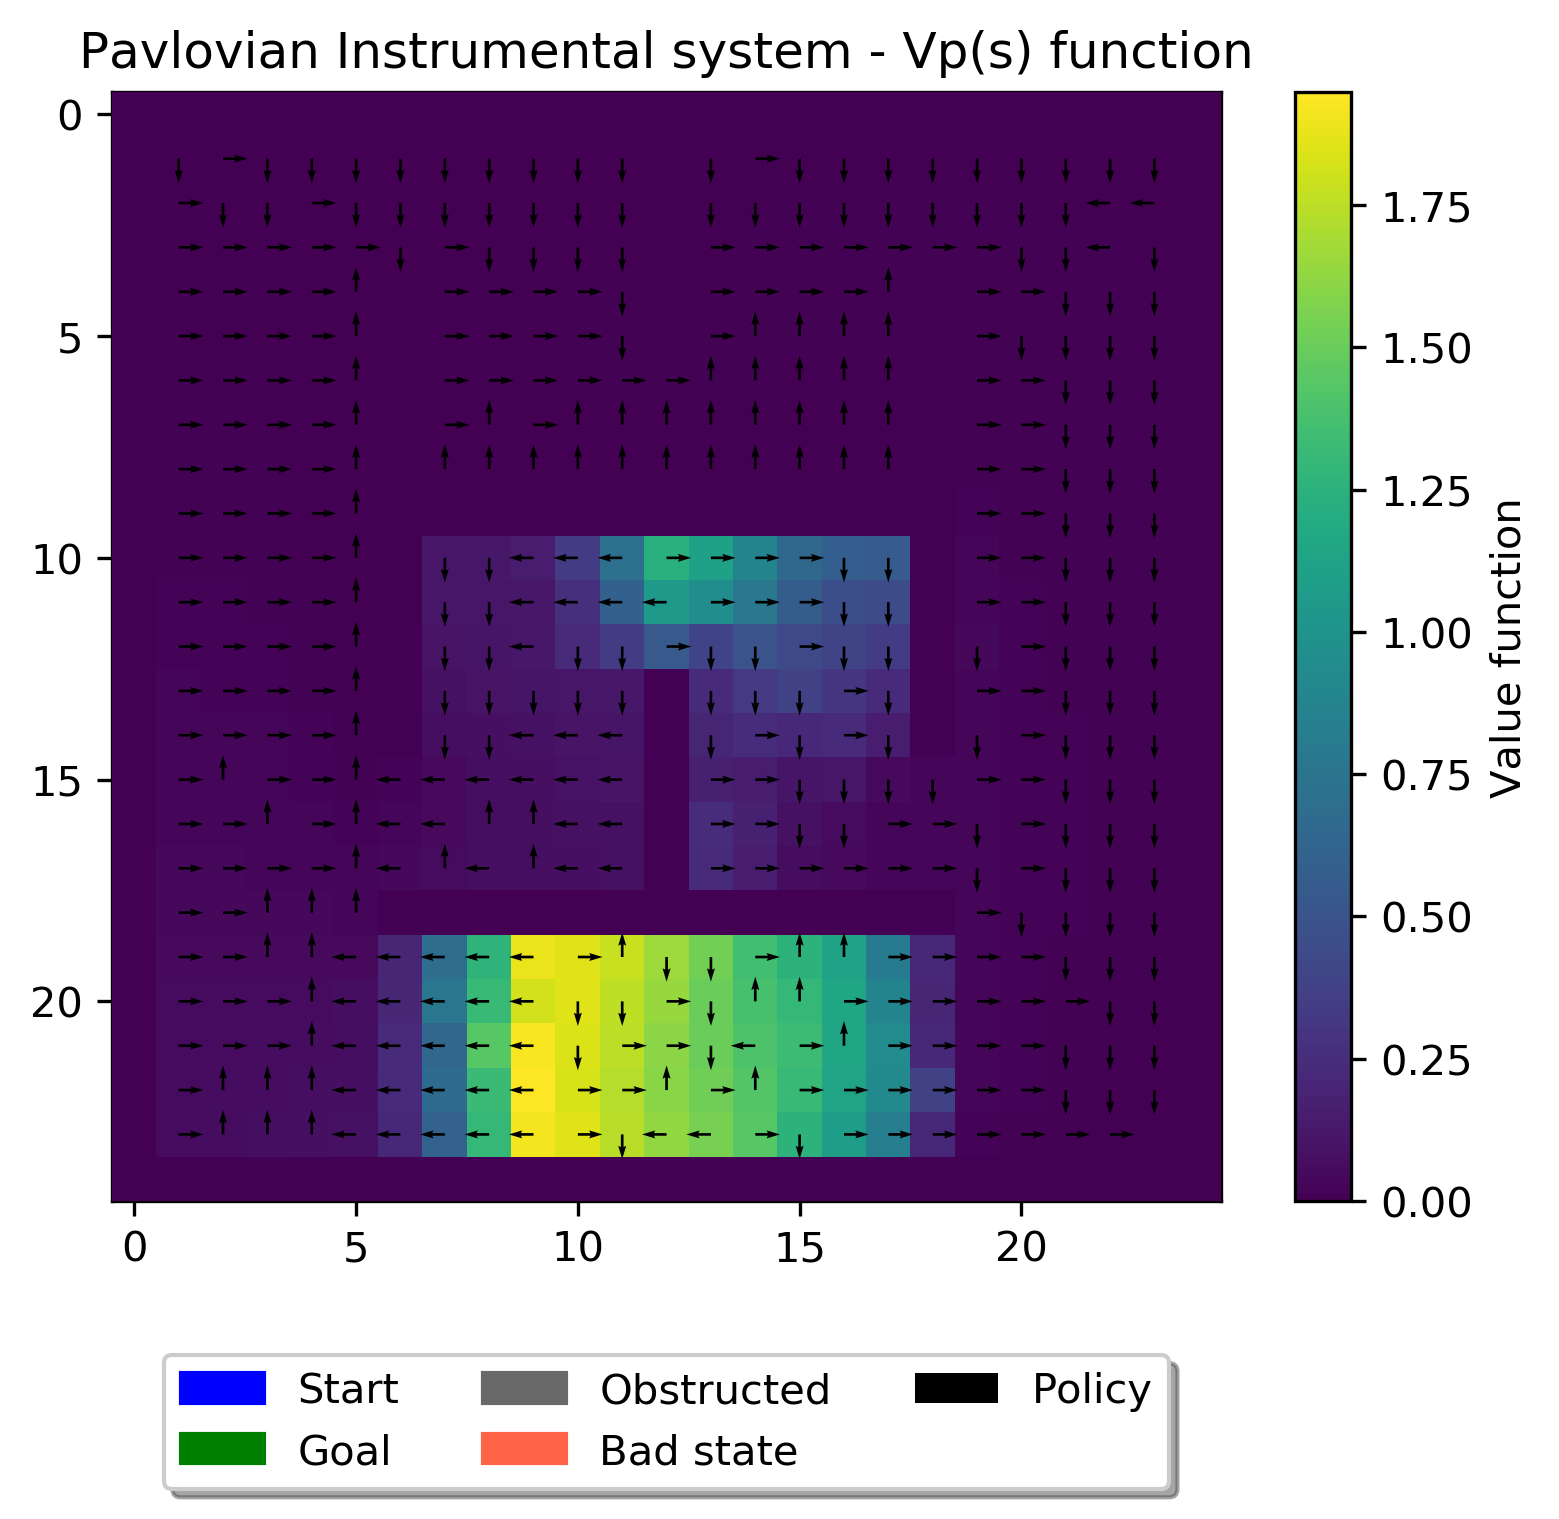 Pavlovian Instrumental system - Vp(s) function
0
5
10
15
20
0 5 10 15 20
1.75
1.50
1.25
1.00
0.75
0.50
0.25
0.00
Value function
Start Obstructed Policy
Goal Bad state